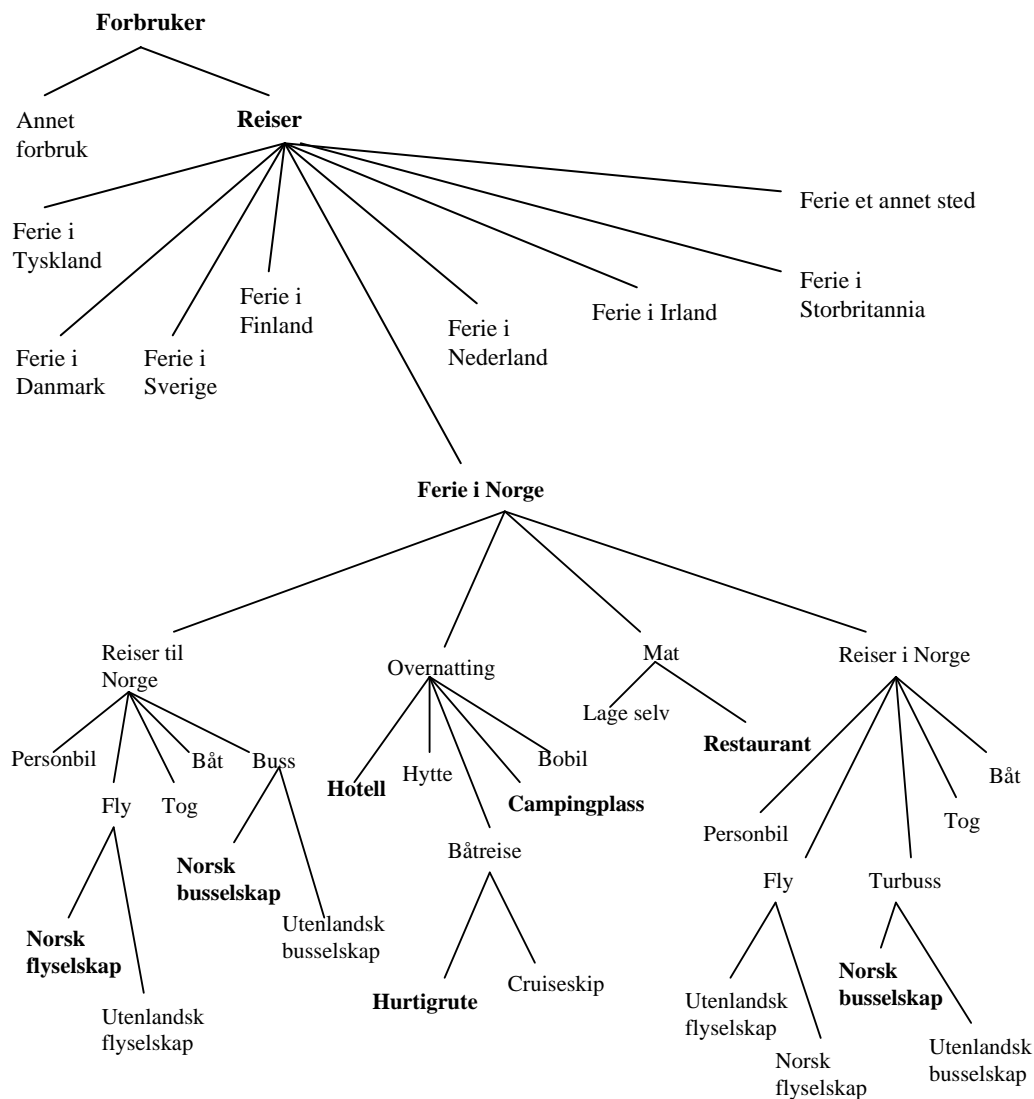 Forbruker
Annet
forbruk
Reiser
Ferie et annet sted
Ferie i
Tyskland
Ferie i
Storbritannia
Ferie i
Finland
Ferie i Irland
Ferie i
Nederland
Ferie i
Danmark
Ferie i
Sverige
Ferie i Norge
Reiser til
Norge
Overnatting
Mat
Reiser i Norge
Personbil
Fly
Tog
Båt
Buss
Norsk
flyselskap
Utenlandsk
flyselskap
Norsk
busselskap
Utenlandsk
busselskap
Hotell
Hytte
Båtreise
Campingplass
Bobil
Hurtigrute
Cruiseskip
Lage selv
Restaurant
Personbil
Fly
Turbuss
Tog
Båt
Utenlandsk
flyselskap
Norsk
flyselskap
Norsk
busselskap
Utenlandsk
busselskap